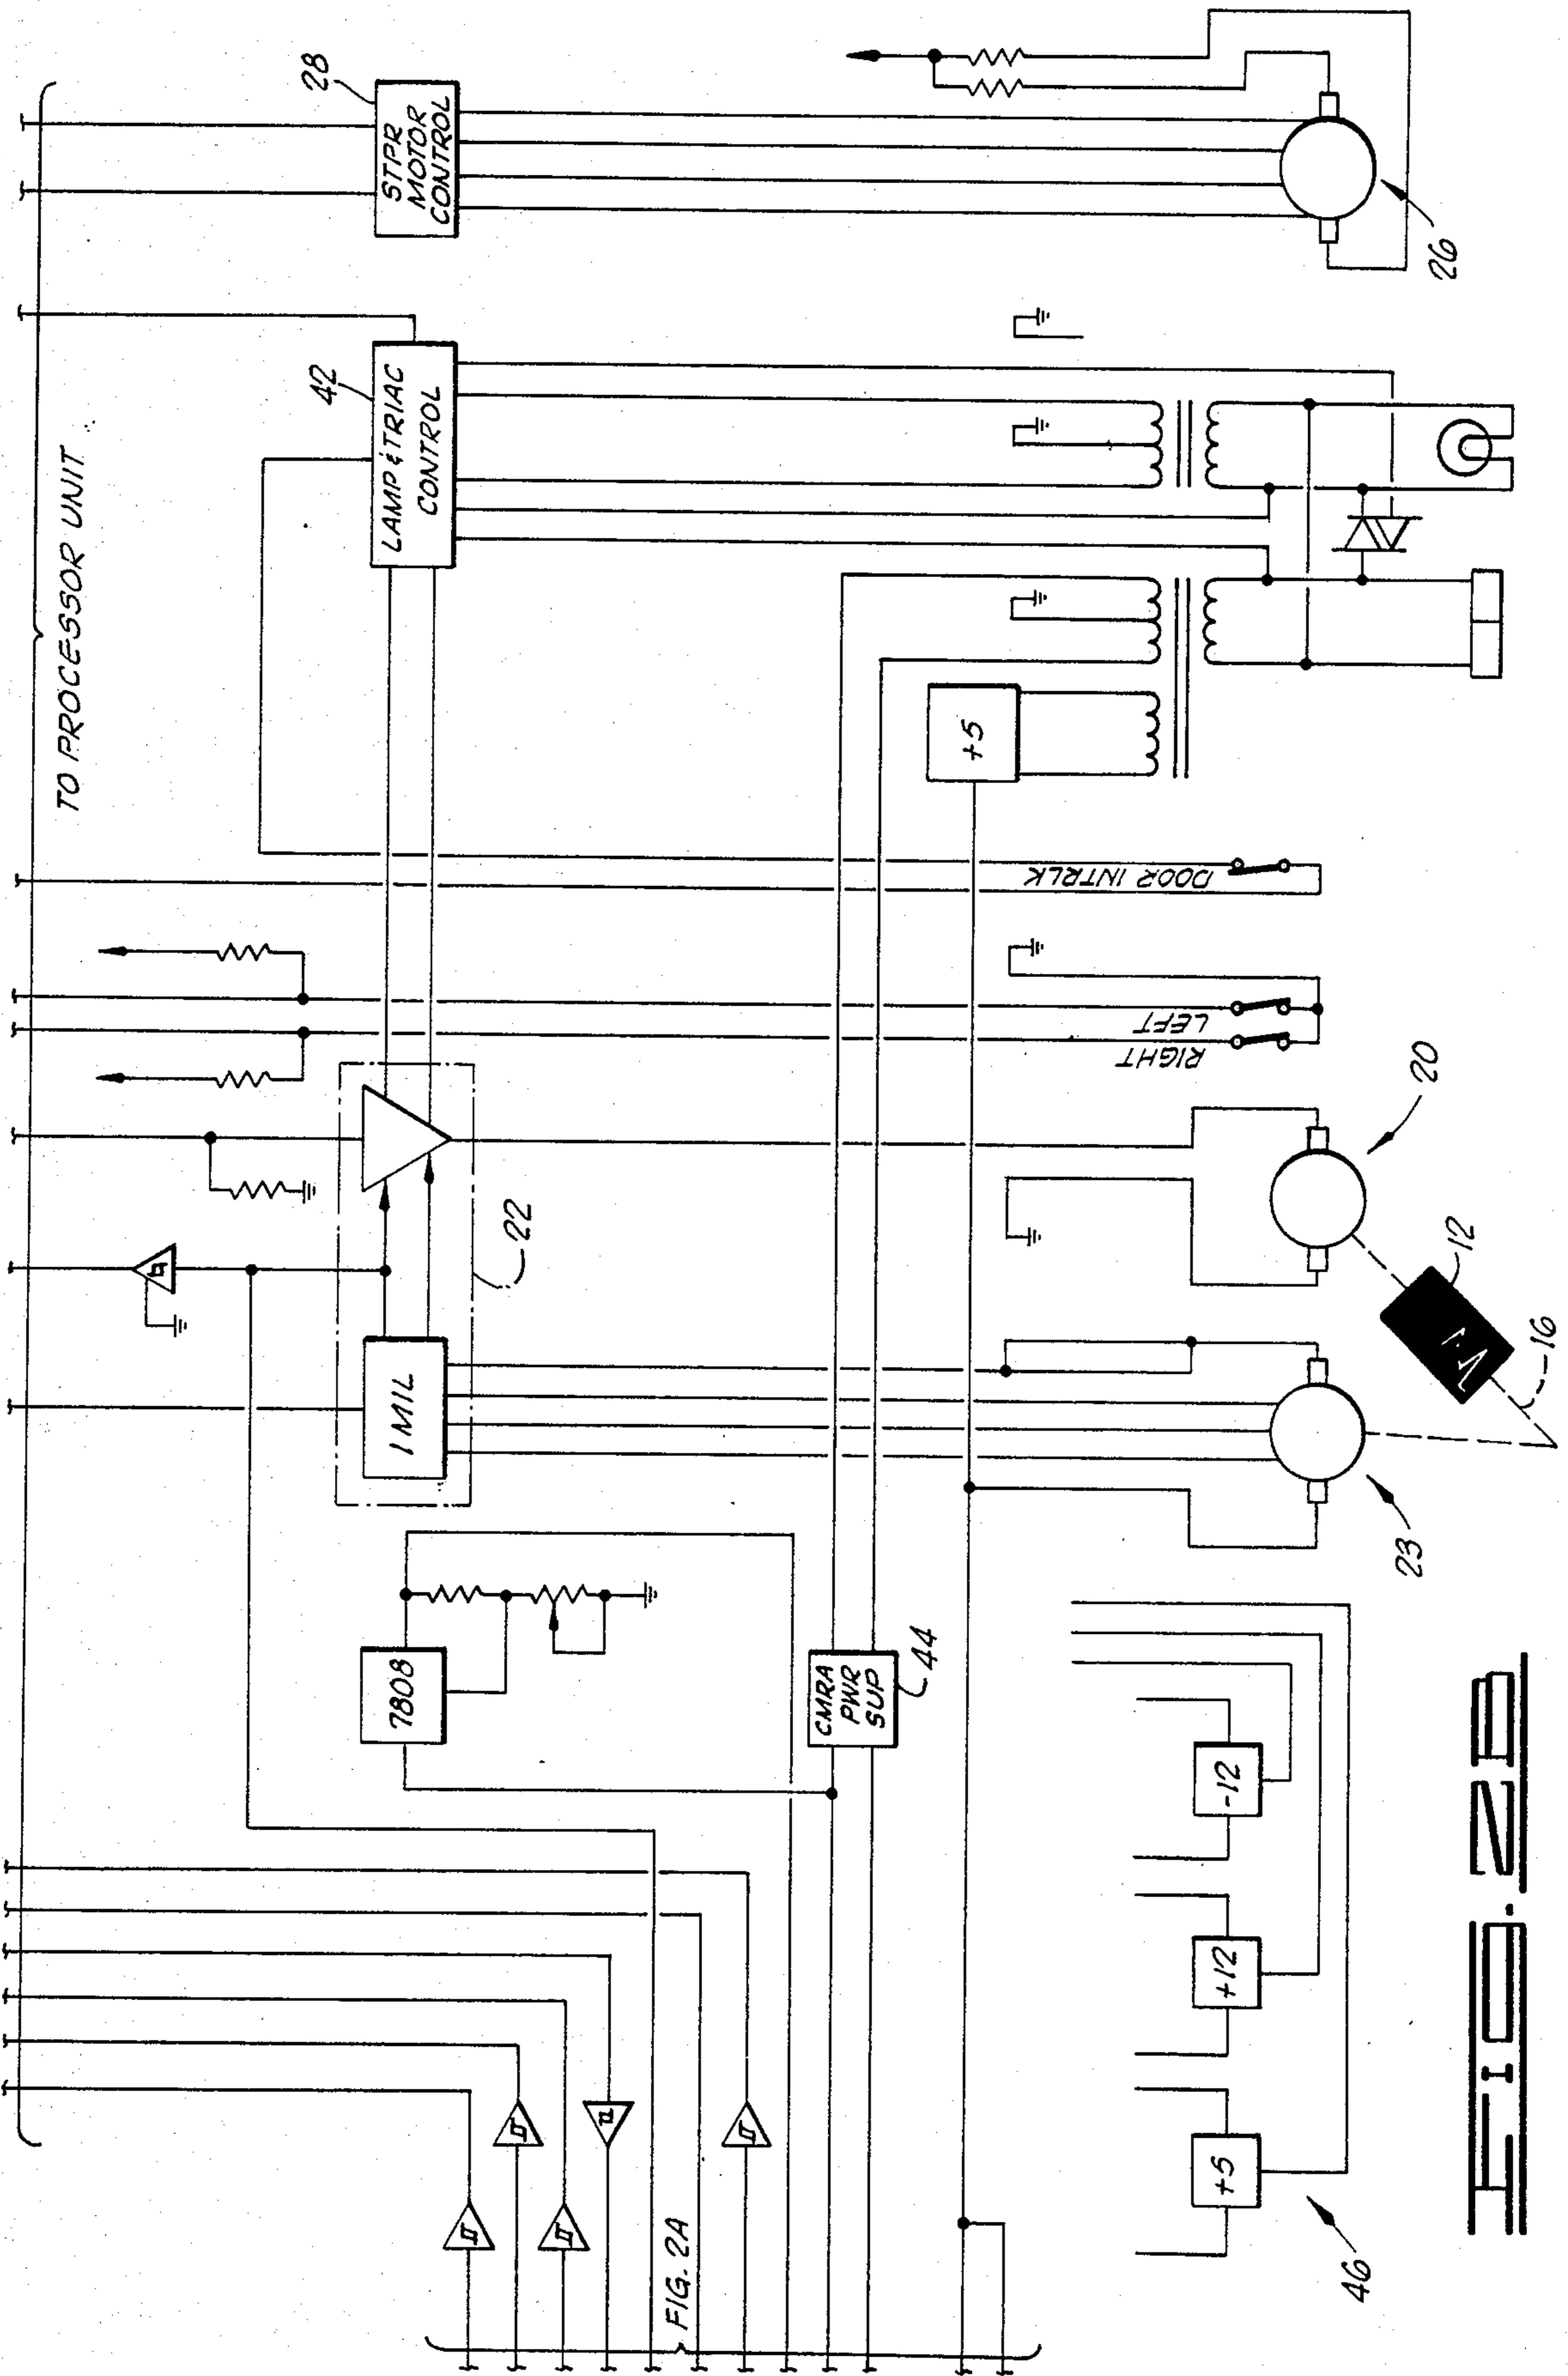 TO PROCESSOR UNIT
28
STPR
MOTOR
CONTROL
26
42
LAMP & TRIAC
CONTROL
+5
DOOR INTRLK
LEFT
RIGHT
20
22
1 MIL
12
16
23
7808
CMRA
PWR
SUP
44
-12
+12
+5
46
FIG. 2A
FIG. 2B